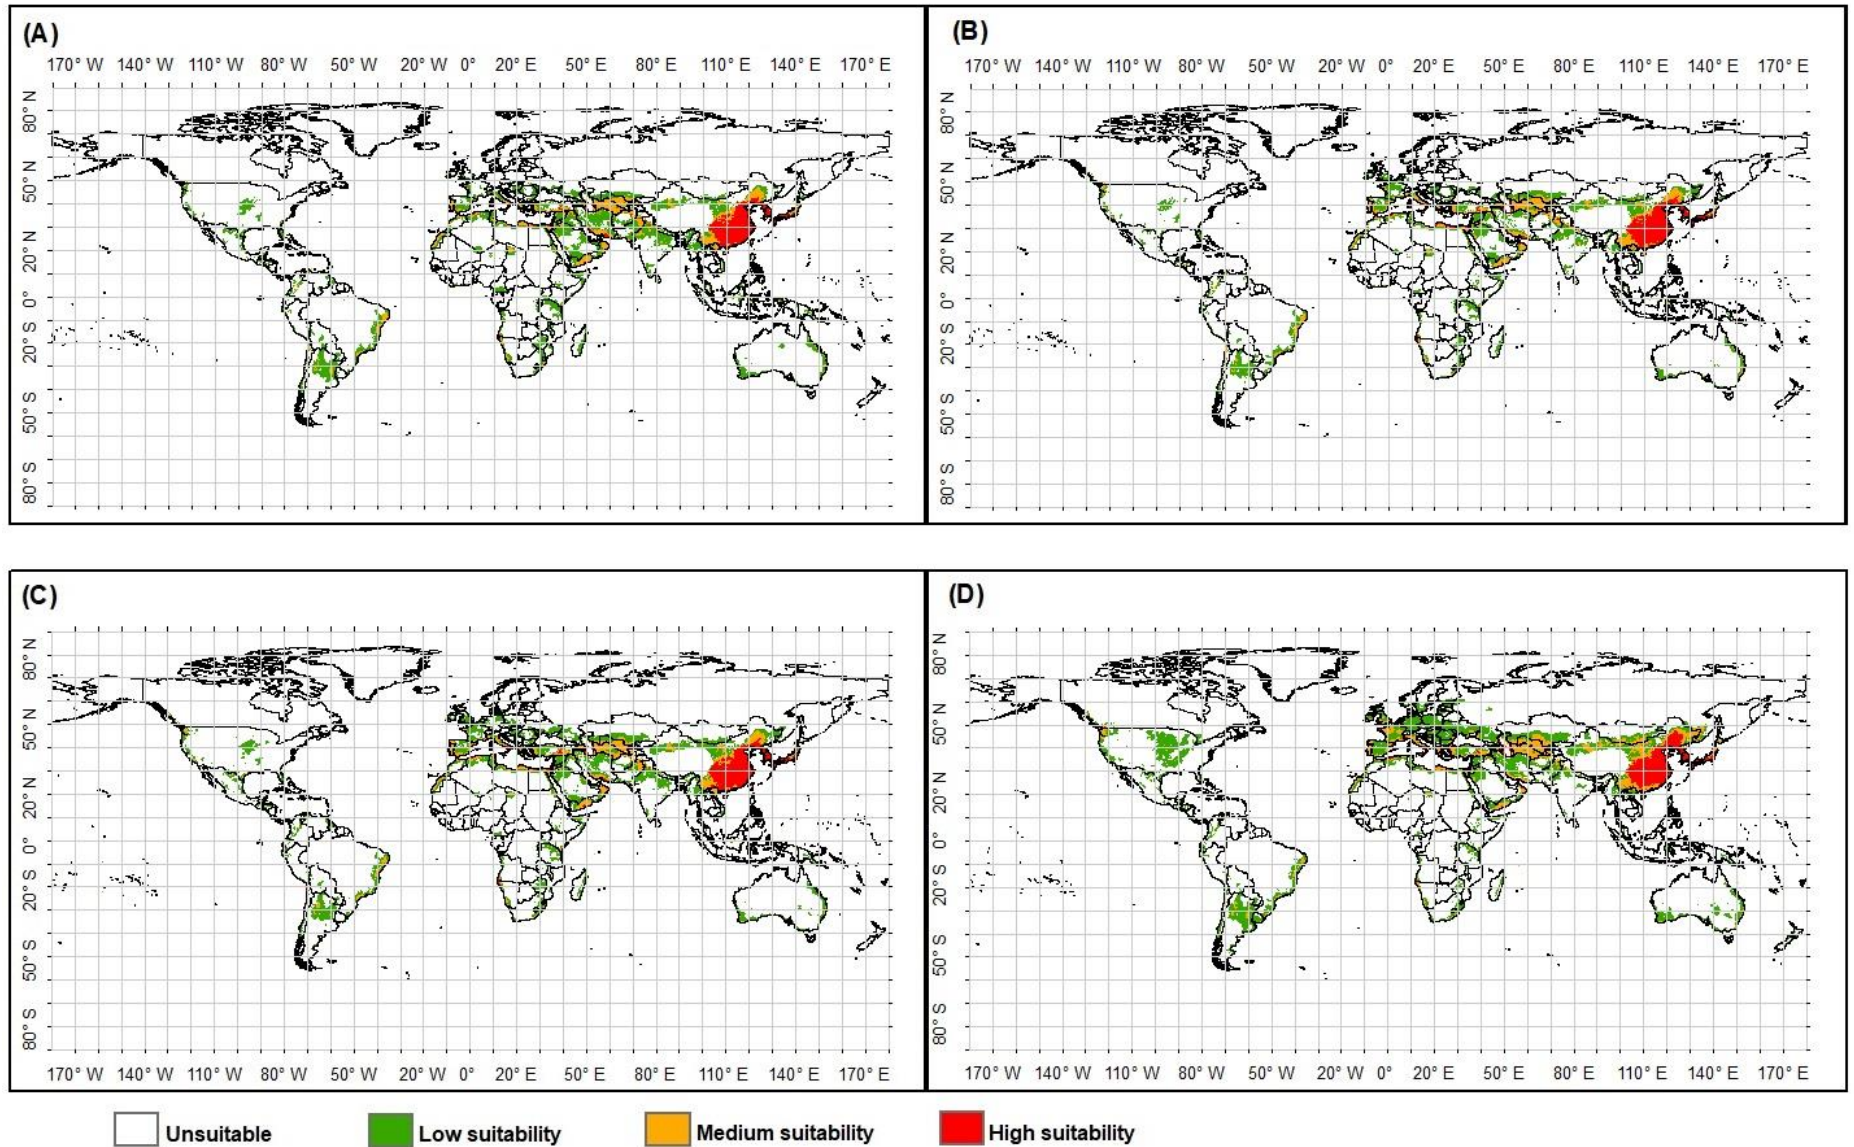 (A)
170° W 140° W 110° W 80° W 50° W 20° W 0° 20° E 50° E 80° E 110° E 140° E 170° E
80° N
50° N
20° N
0°
20° S
50° S
80° S
(B)
170° W 140° W 110° W 80° W 50° W 20° W 0° 20° E 50° E 80° E 110° E 140° E 170° E
80° N
50° N
20° N
0°
20° S
50° S
80° S
(C)
80° N
50° N
20° N
0°
20° S
50° S
80° S
170° W 140° W 110° W 80° W 50° W 20° W 0° 20° E 50° E 80° E 110° E 140° E 170° E
(D)
80° N
50° N
20° N
0°
20° S
50° S
80° S
170° W 140° W 110° W 80° W 50° W 20° W 0° 20° E 50° E 80° E 110° E 140° E 170° E
Unsuitable Low suitability Medium suitability High suitability